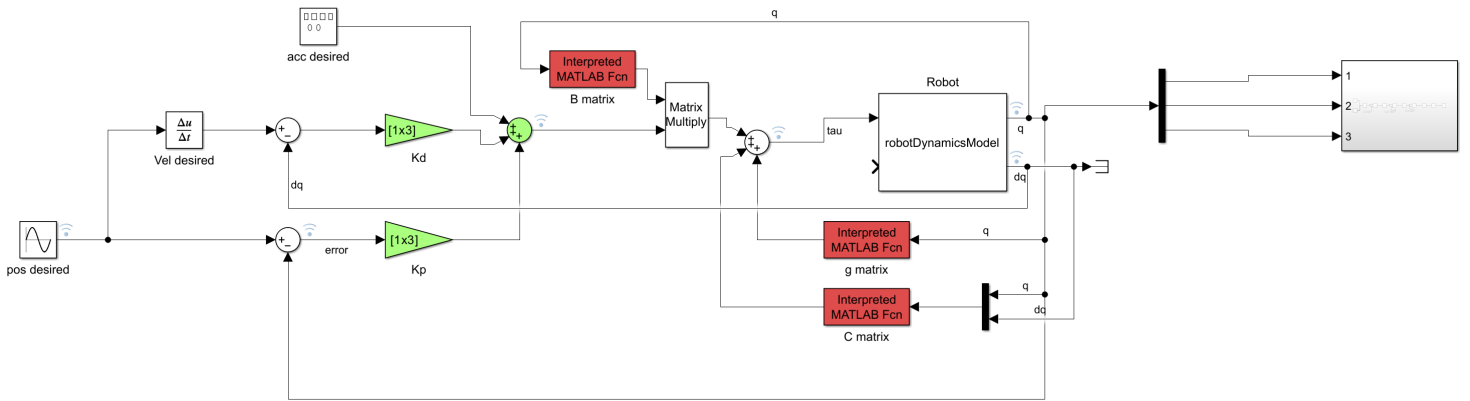 q
acc desired
Interpreted
MATLAB Fcn
B matrix
Matrix
Multiply
Robot
robotDynamicsModel
q
dq
tau
1
2
3
Δu
Δt
Vel desired
[1x3]
Kd
dq
pos desired
error
[1x3]
Kp
Interpreted
MATLAB Fcn
g matrix
q
Interpreted
MATLAB Fcn
C matrix
q
dq